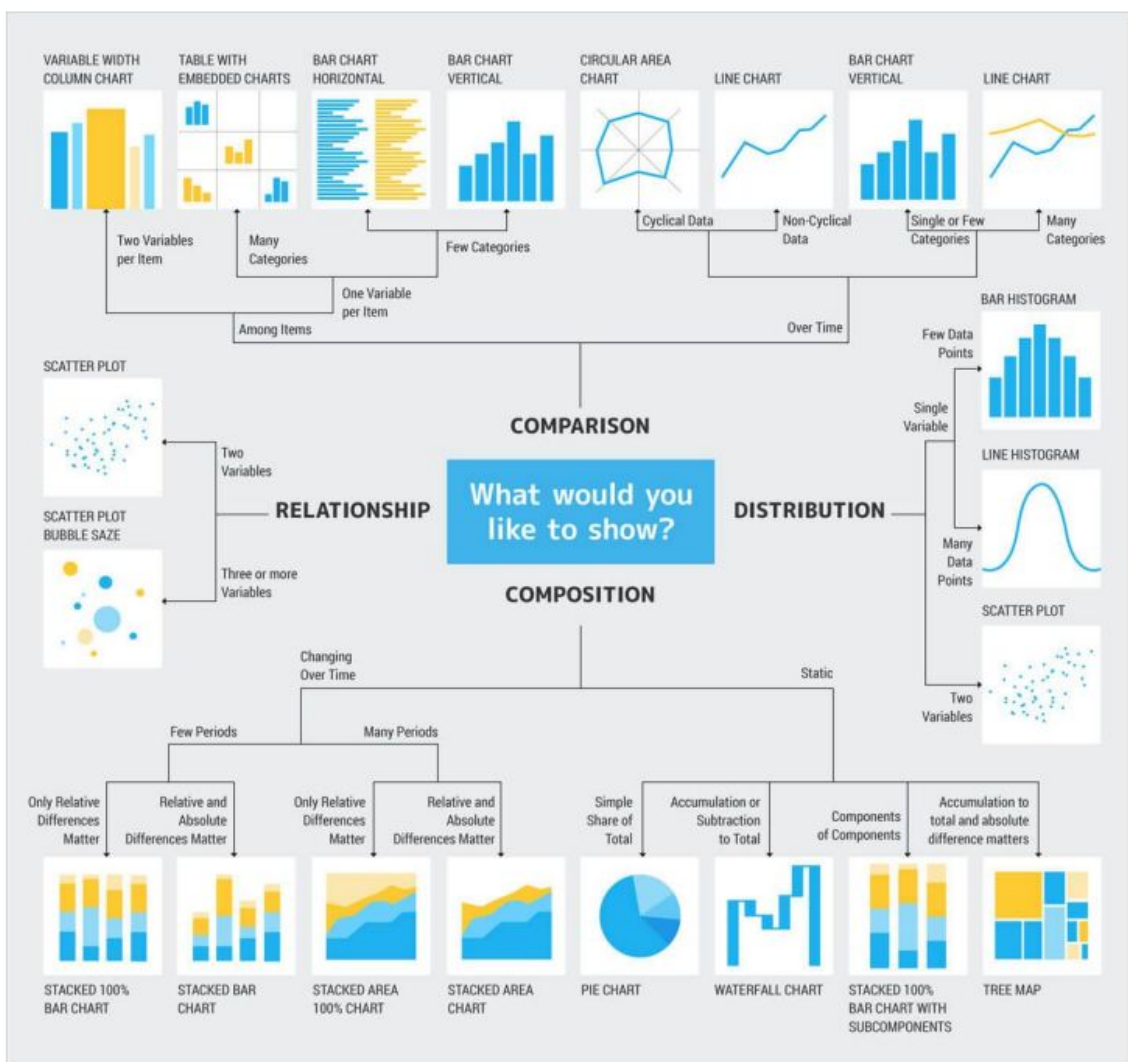 VARIABLE WIDTH
COLUMN CHART
TABLE WITH
EMBEDDED CHARTS
BAR CHART
HORIZONTAL
BAR CHART
VERTICAL
CIRCULAR AREA
CHART
LINE CHART
BAR CHART
VERTICAL
LINE CHART
Two Variables
per Item
Many
Categories
Few Categories
Cyclical Data
Non-Cyclical
Data
Single or Few
Categories
Many
Categories
One Variable
per Item
Among Items
Over Time
BAR HISTOGRAM
Few Data
Points
SCATTER PLOT
Single
Variable
COMPARISON
Two
Variables
LINE HISTOGRAM
RELATIONSHIP
What would you
like to show?
DISTRIBUTION
SCATTER PLOT
BUBBLE SAZE
Many
Data
Points
Three or more
Variables
COMPOSITION
SCATTER PLOT
Changing
Over Time
Static
Two
Variables
Few Periods
Many Periods
Only Relative
Differences
Matter
Relative and
Absolute
Differences Matter
Only Relative
Differences
Matter
Relative and
Absolute
Differences Matter
Simple
Share of
Total
Accumulation or
Subtraction
to Total
Components
of Components
Accumulation to
total and absolute
difference matters
STACKED 100%
BAR CHART
STACKED BAR
CHART
STACKED AREA
100% CHART
STACKED AREA
CHART
PIE CHART
WATERFALL CHART
STACKED 100%
BAR CHART WITH
SUBCOMPONENTS
TREE MAP